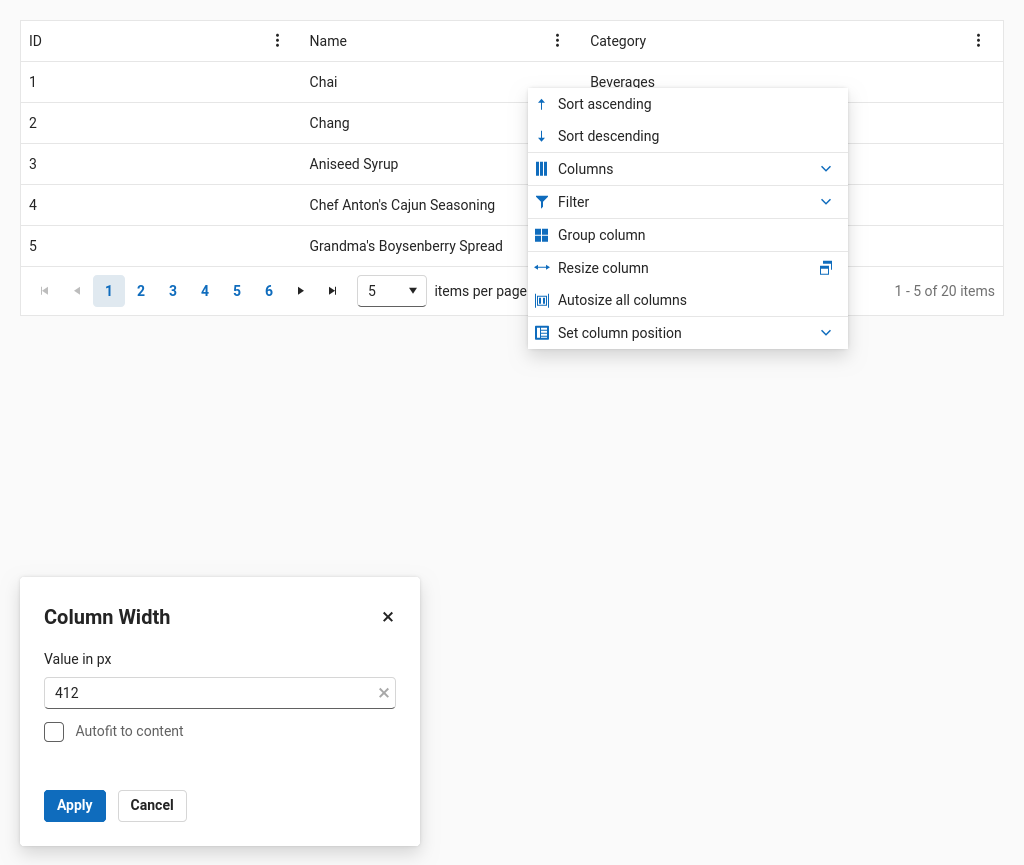 ID Name Category
1 Chai Beverages
2 Chang
3 Aniseed Syrup
4 Chef Anton's Cajun Seasoning
5 Grandma's Boysenberry Spread
1 2 3 4 5 6 5 items per page 1 - 5 of 20 items
Sort ascending
Sort descending
Columns
Filter
Group column
Resize column
Autosize all columns
Set column position
Column Width
Value in px
412
Autofit to content
Apply Cancel